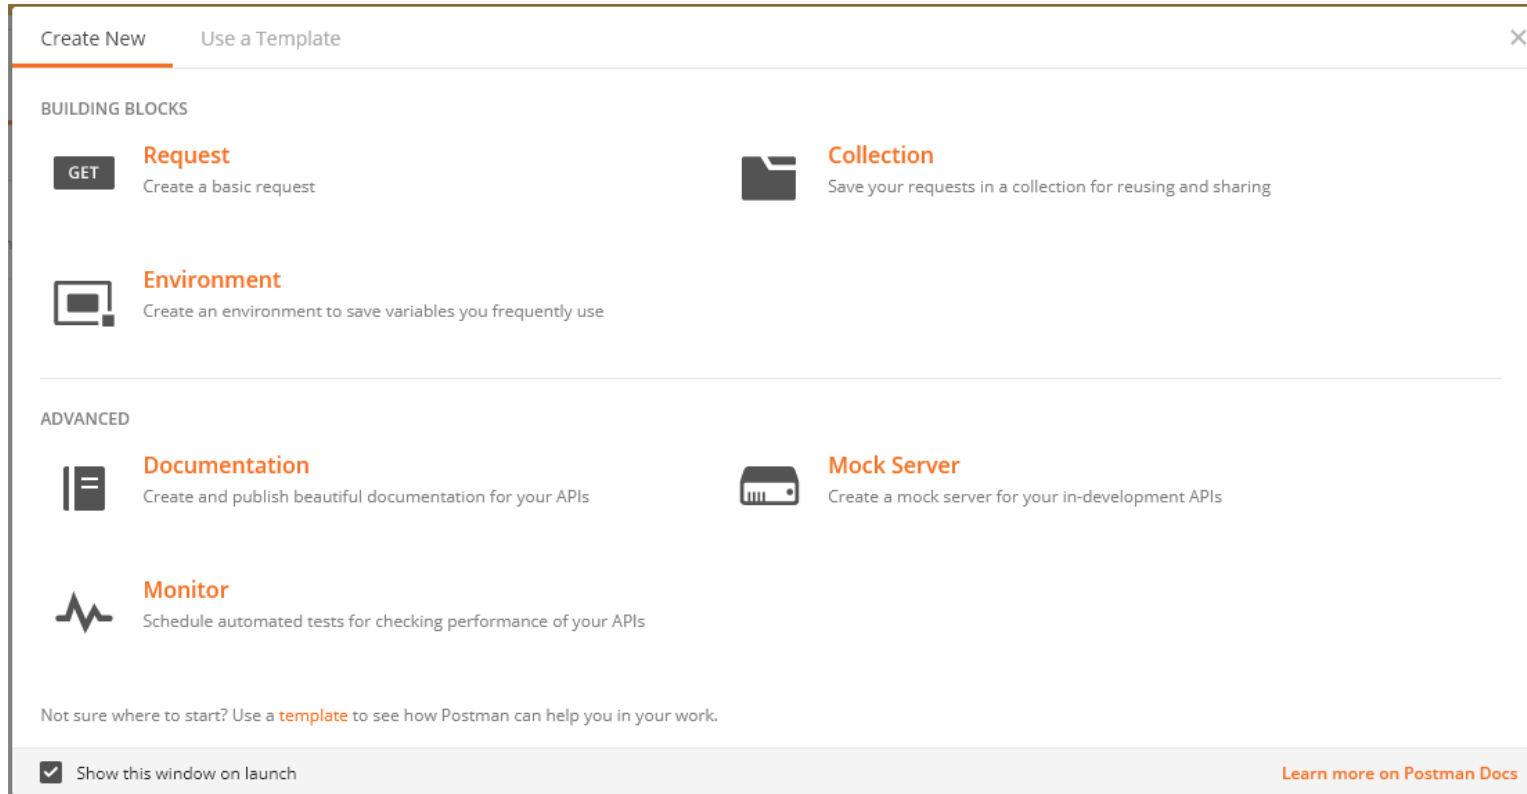 Create New
Use a Template
BUILDING BLOCKS
GET
Request
Create a basic request
Collection
Save your requests in a collection for reusing and sharing
Environment
Create an environment to save variables you frequently use
ADVANCED
Documentation
Create and publish beautiful documentation for your APIs
Mock Server
Create a mock server for your in-development APIs
Monitor
Schedule automated tests for checking performance of your APIs
Not sure where to start? Use a template to see how Postman can help you in your work.
Show this window on launch
Learn more on Postman Docs